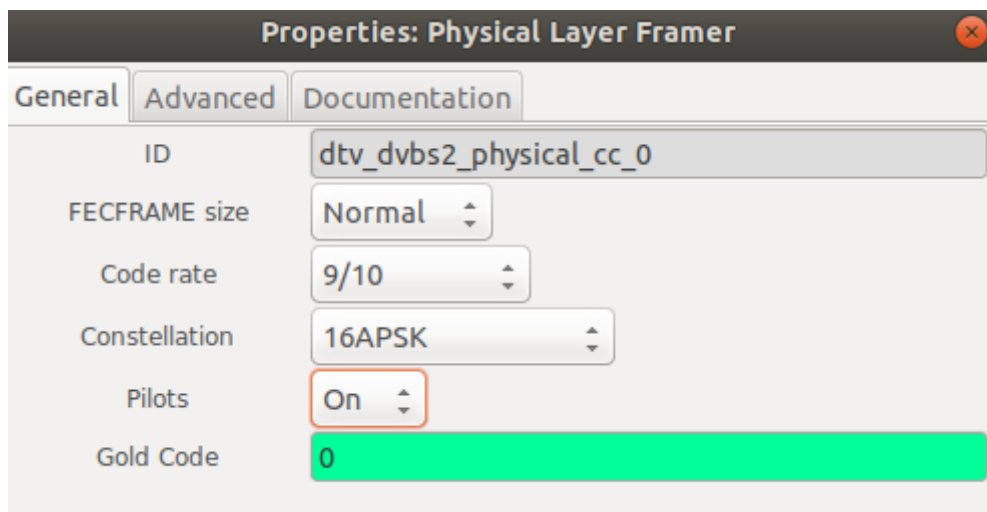 Properties: Physical Layer Framer
General Advanced Documentation
ID dtv_dvbs2_physical_cc_0
FECFRAME size Normal
Code rate 9/10
Constellation 16APSK
Pilots On
Gold Code 0